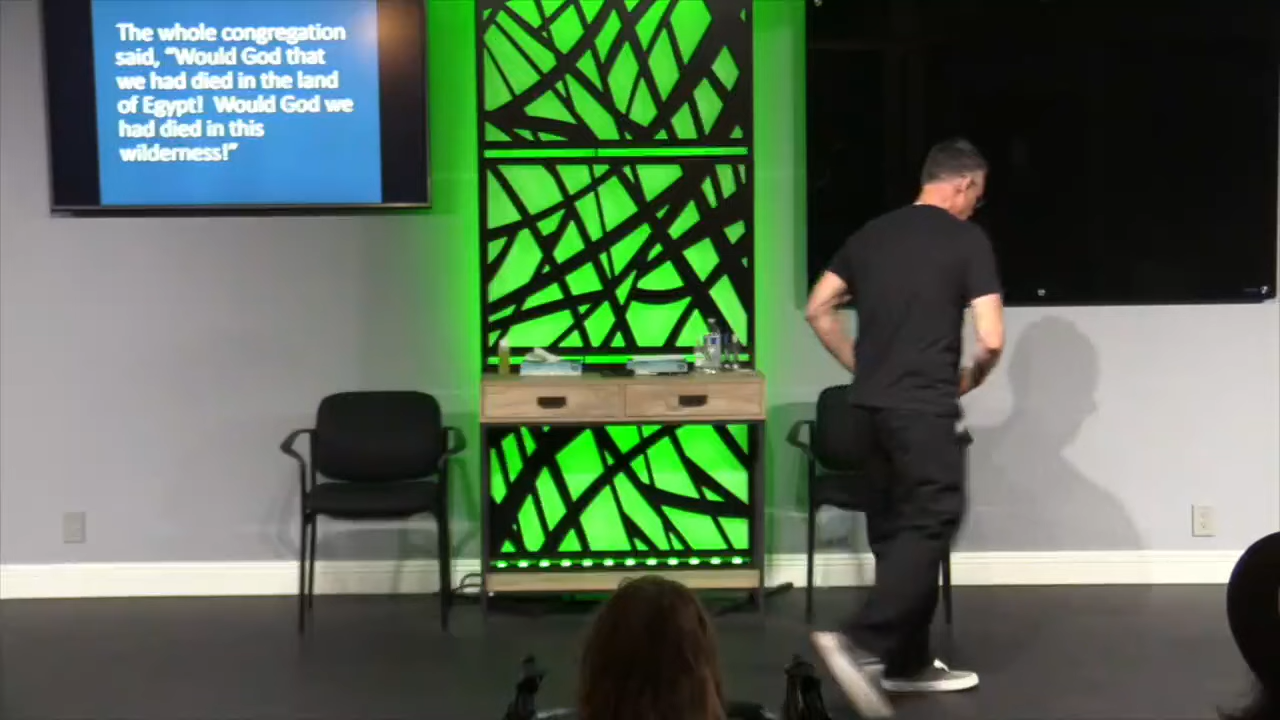 The whole congregation
said, “Would God that
we had died in the land
of Egypt!  Would God we
had died in this
wilderness!”